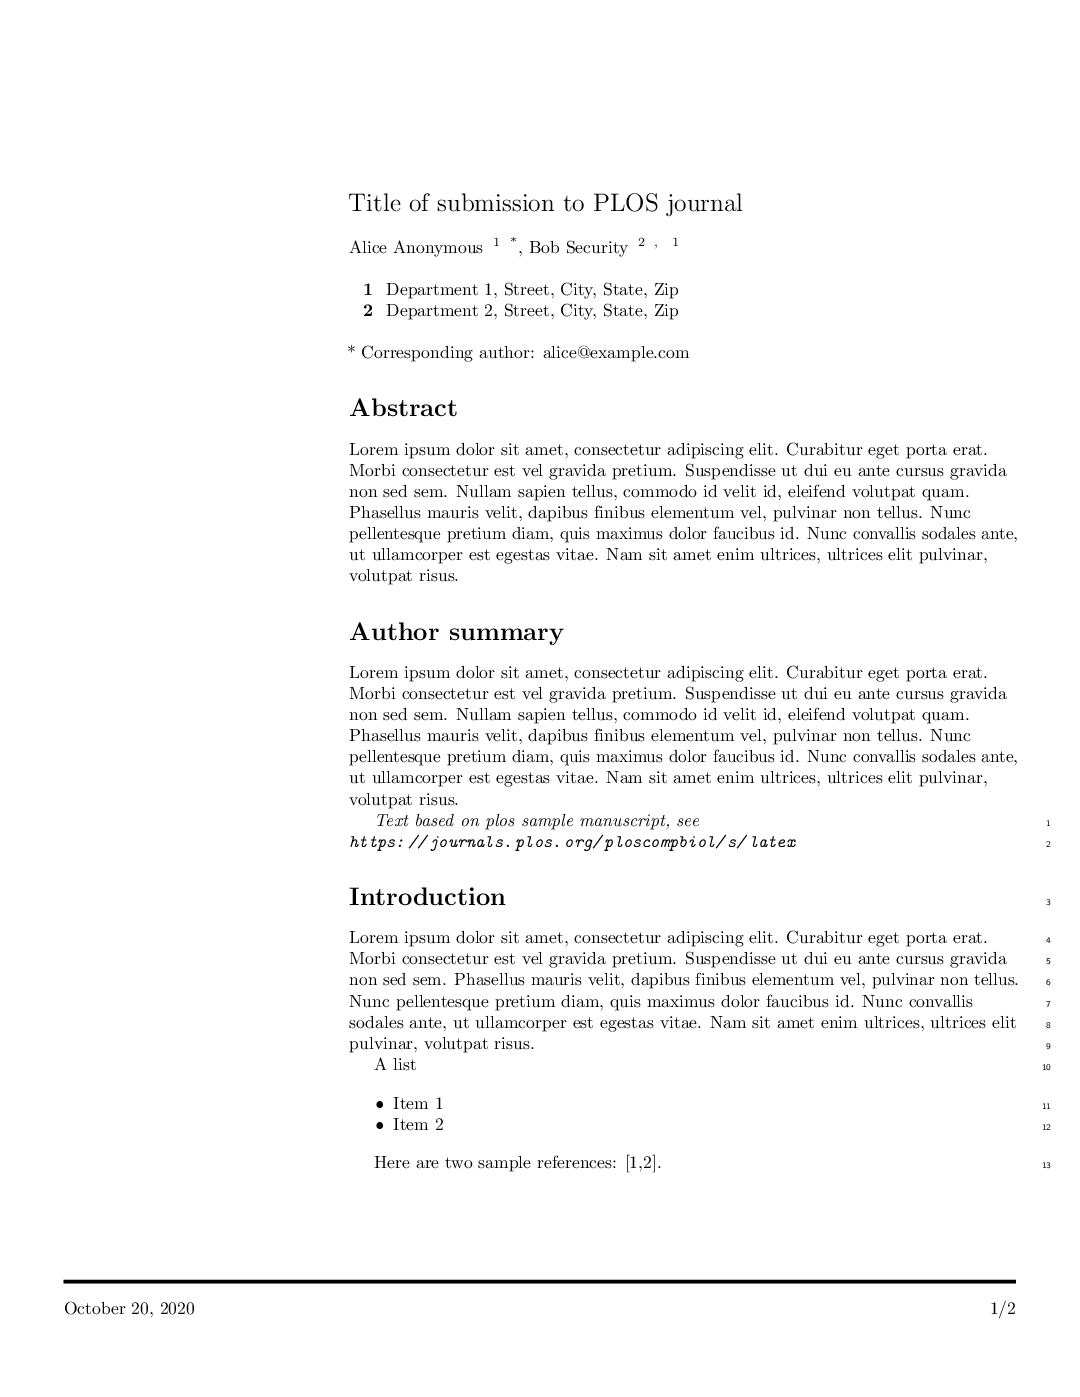 Title of submission to PLOS journal
Alice Anonymous 1 *, Bob Security 2 , 1
1 Department 1, Street, City, State, Zip
2 Department 2, Street, City, State, Zip
* Corresponding author: alice@example.com
Abstract
Lorem ipsum dolor sit amet, consectetur adipiscing elit. Curabitur eget porta erat.
Morbi consectetur est vel gravida pretium. Suspendisse ut dui eu ante cursus gravida
non sed sem. Nullam sapien tellus, commodo id velit id, eleifend volutpat quam.
Phasellus mauris velit, dapibus finibus elementum vel, pulvinar non tellus. Nunc
pellentesque pretium diam, quis maximus dolor faucibus id. Nunc convallis sodales ante,
ut ullamcorper est egestas vitae. Nam sit amet enim ultrices, ultrices elit pulvinar,
volutpat risus.
Author summary
Lorem ipsum dolor sit amet, consectetur adipiscing elit. Curabitur eget porta erat.
Morbi consectetur est vel gravida pretium. Suspendisse ut dui eu ante cursus gravida
non sed sem. Nullam sapien tellus, commodo id velit id, eleifend volutpat quam.
Phasellus mauris velit, dapibus finibus elementum vel, pulvinar non tellus. Nunc
pellentesque pretium diam, quis maximus dolor faucibus id. Nunc convallis sodales ante,
ut ullamcorper est egestas vitae. Nam sit amet enim ultrices, ultrices elit pulvinar,
volutpat risus.
Text based on plos sample manuscript, see 1
https://journals.plos.org/ploscompbiol/s/latex 2
Introduction 3
Lorem ipsum dolor sit amet, consectetur adipiscing elit. Curabitur eget porta erat. 4
Morbi consectetur est vel gravida pretium. Suspendisse ut dui eu ante cursus gravida 5
non sed sem. Phasellus mauris velit, dapibus finibus elementum vel, pulvinar non tellus. 6
Nunc pellentesque pretium diam, quis maximus dolor faucibus id. Nunc convallis 7
sodales ante, ut ullamcorper est egestas vitae. Nam sit amet enim ultrices, ultrices elit 8
pulvinar, volutpat risus. 9
A list 10
• Item 1 11
• Item 2 12
Here are two sample references: [1,2]. 13
October 20, 2020 1/2